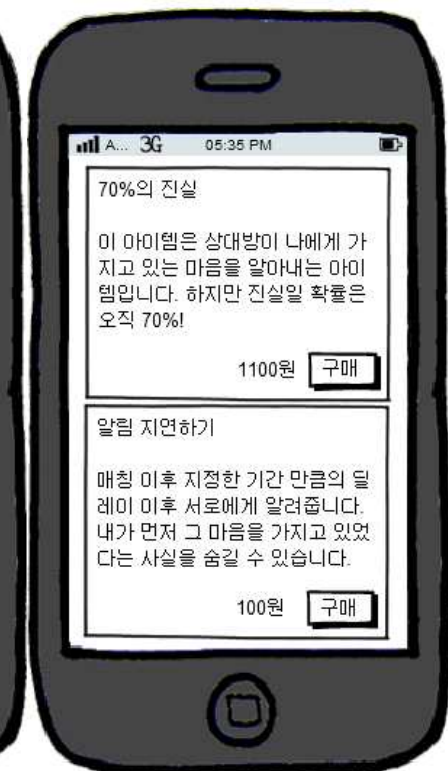 A... 3G 05:35 PM
70%의 진실
이 아이템은 상대방이 나에게 가
지고 있는 마음을 알아내는 아이
템입니다. 하지만 진실일 확률은
오직 70%!
1100원 구매
알림 지연하기
매칭 이후 지정한 기간 만큼의 딜
레이 이후 서로에게 알려줍니다.
내가 먼저 그 마음을 가지고 있었
다는 사실을 숨길 수 있습니다.
100원 구매